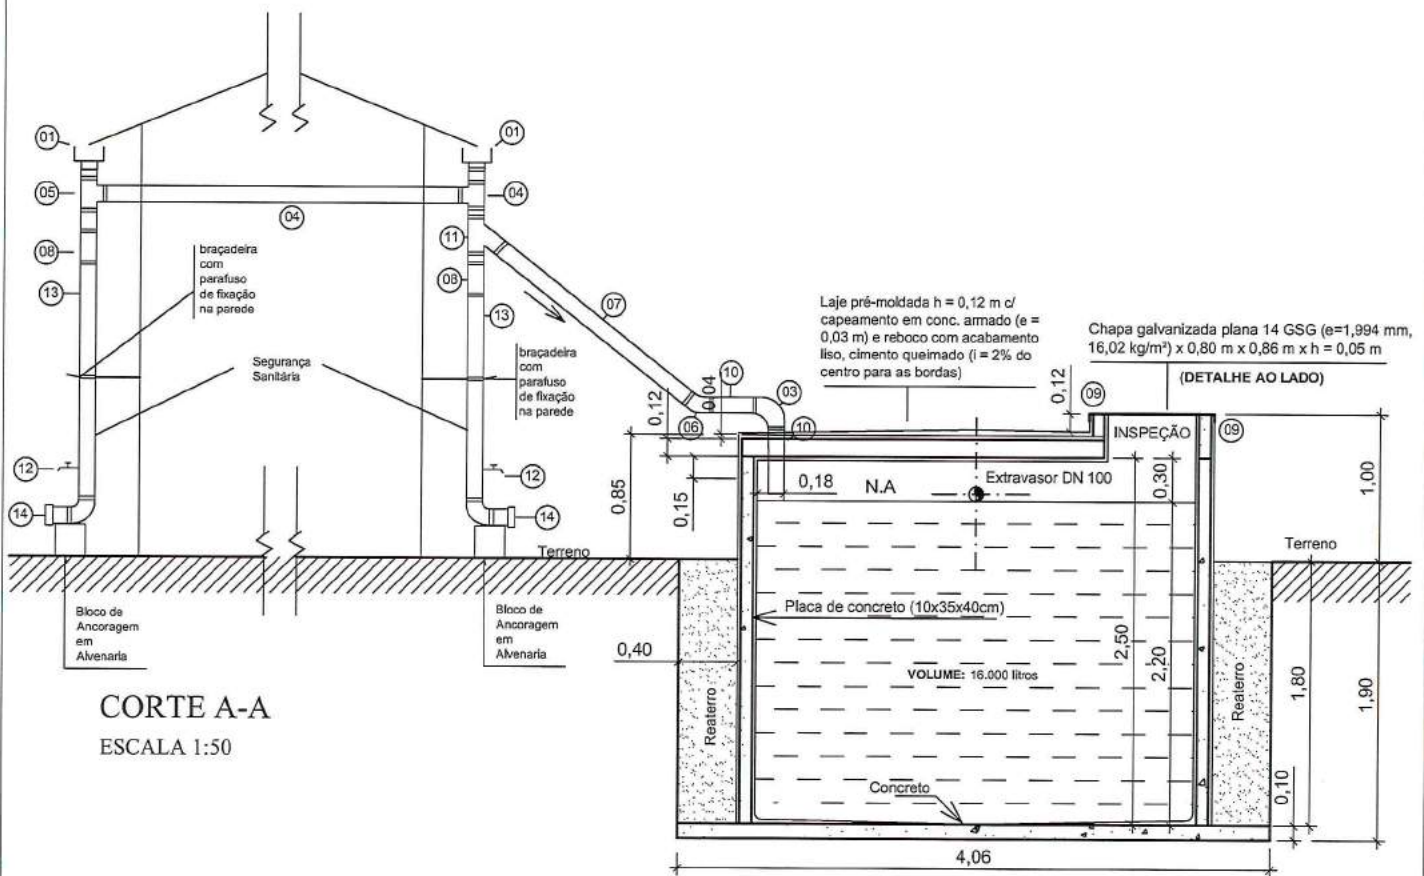 01
01
05
04
04
08
11
08
13
13
07
braçadeira
com
parafuso
de fixação
na parede
braçadeira
com
parafuso
de fixação
na parede
Segurança
Sanitária
12
12
14
14
Terreno
Bloco de
Ancoragem
em
Alvenaria
Bloco de
Ancoragem
em
Alvenaria
CORTE A-A
ESCALA 1:50
Laje pré-moldada h = 0,12 m c/
capeamento em conc. armado (e =
0,03 m) e reboco com acabamento
liso, cimento queimado (i = 2% do
centro para as bordas)
Chapa galvanizada plana 14 GSG (e=1,994 mm,
16,02 kg/m²) x 0,80 m x 0,86 m x h = 0,05 m
(DETALHE AO LADO)
10
03
0,04
0,12
06
10
0,12
09
09
INSPEÇÃO
0,85
0,15
0,18
N.A
Extravasor DN 100
0,30
1,00
Terreno
Placa de concreto (10x35x40cm)
0,40
2,50
2,20
VOLUME: 16.000 litros
Reaterro
Reaterro
1,80
1,90
Concreto
0,10
4,06